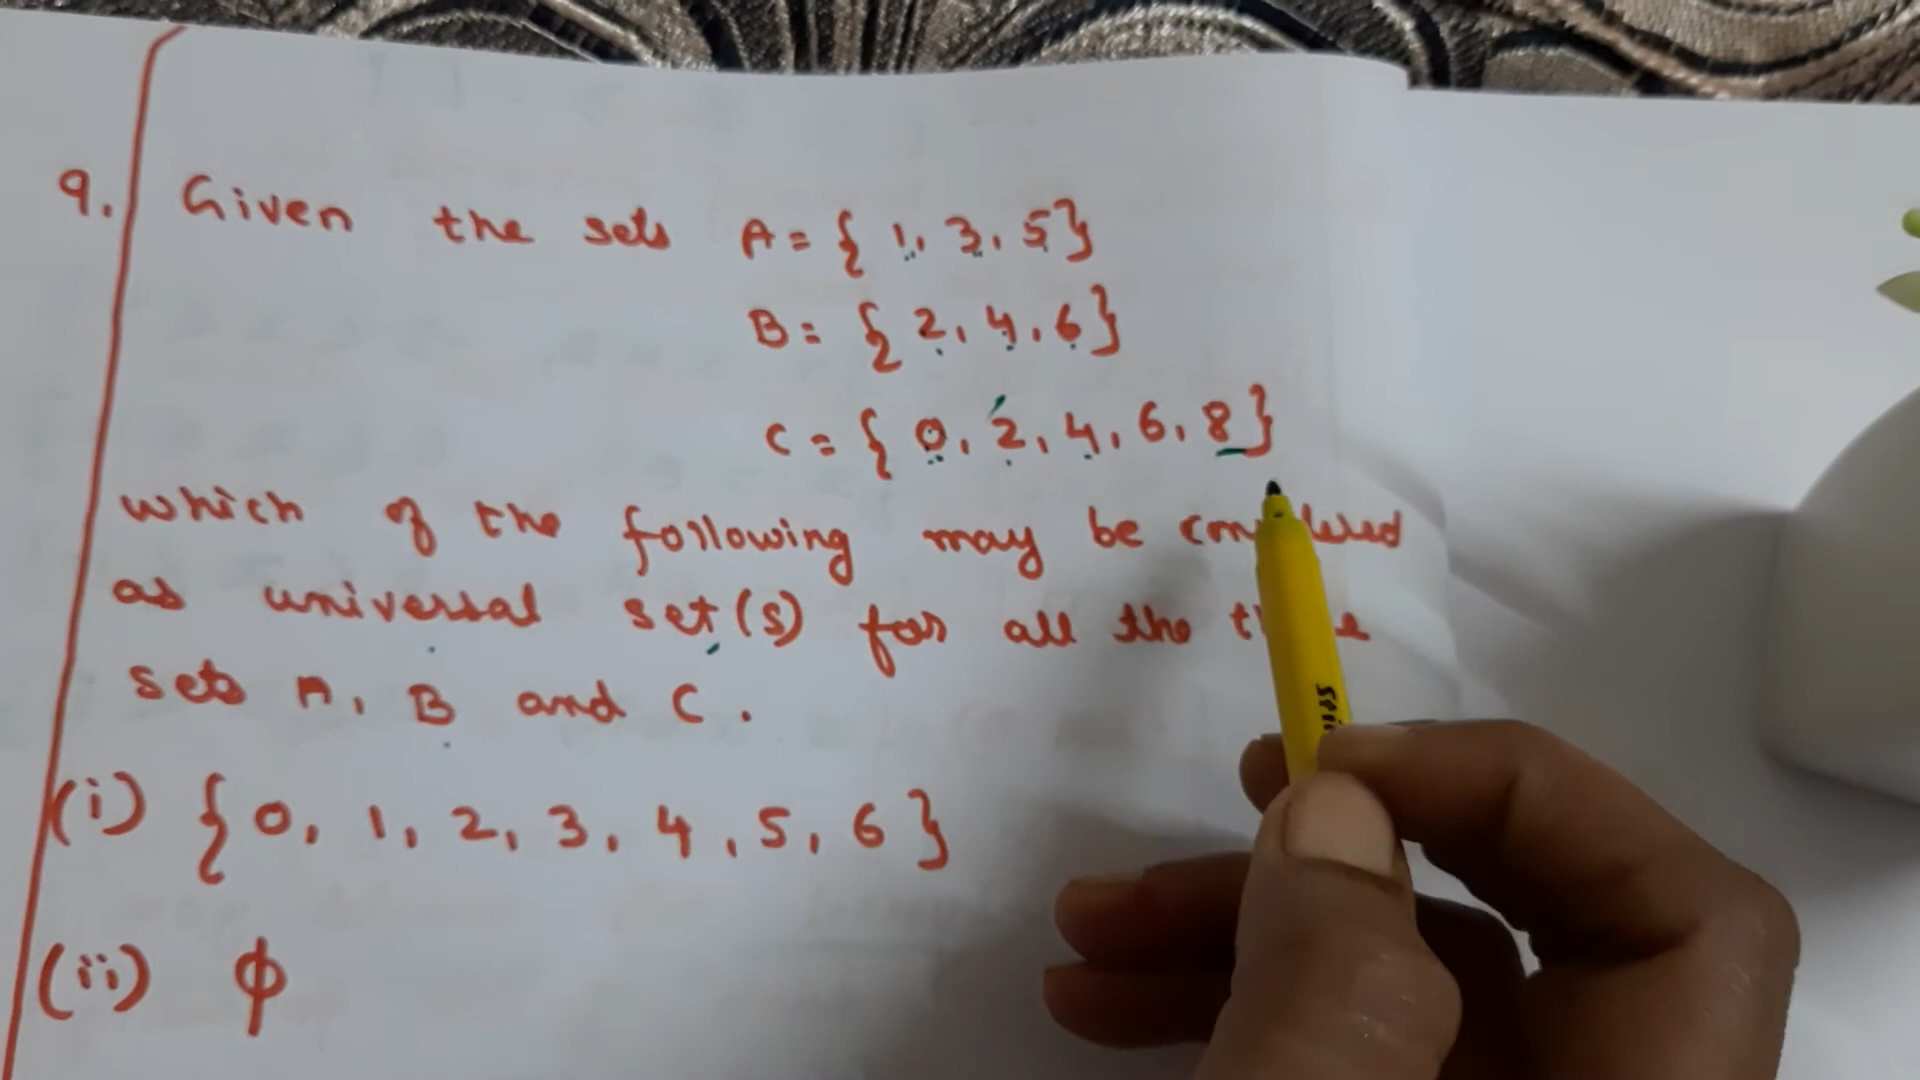 9. Given the sets A = { 1, 3, 5}
B = { 2, 4, 6}
C = { 0, 2, 4, 6, 8}
which of the following may be
as universal set(s) for all the
sets A, B and C.
(i) { 0, 1, 2, 3, 4, 5, 6 }
(ii) ϕ